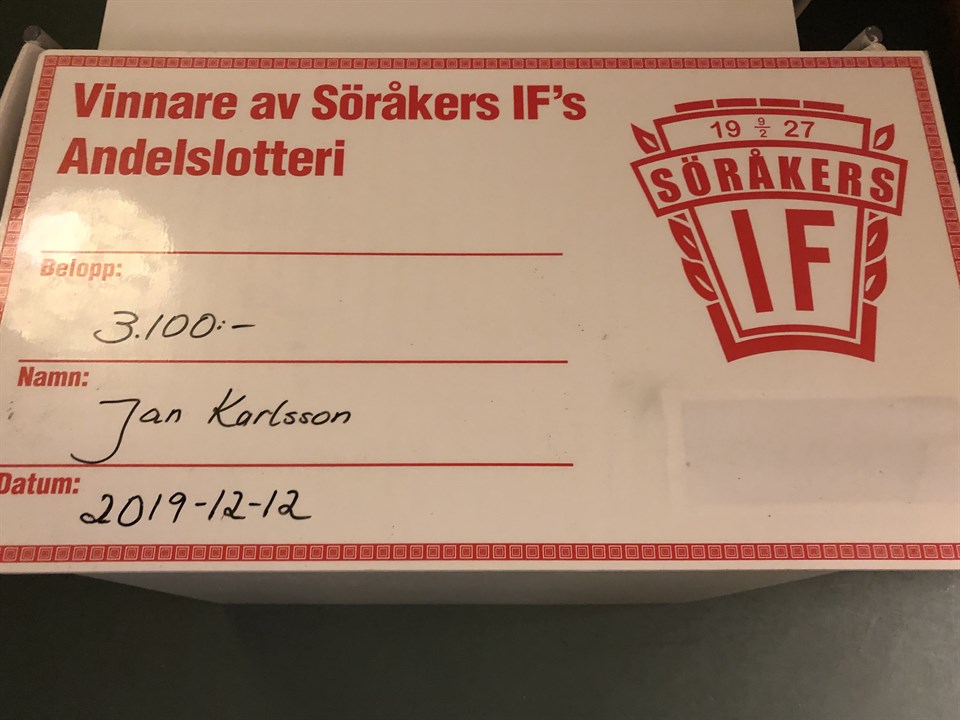 Vinnare av Söråkers IF's
Andelslotteri
19 9/2 27
SÖRÅKERS
IF
Belopp:
3.100:-
Namn:
Jan Karlsson
Datum:
2019-12-12